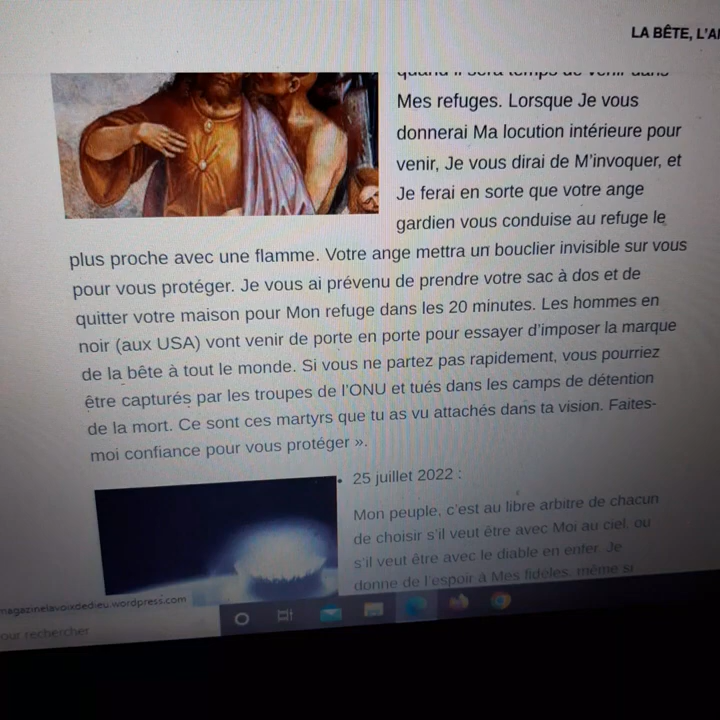 LA BÊTE, L'A
quand il sera temps de venir dans
Mes refuges. Lorsque Je vous
donnerai Ma locution intérieure pour
venir, Je vous dirai de M'invoquer, et
Je ferai en sorte que votre ange
gardien vous conduise au refuge le
plus proche avec une flamme. Votre ange mettra un bouclier invisible sur vous
pour vous protéger. Je vous ai prévenu de prendre votre sac à dos et de
quitter votre maison pour Mon refuge dans les 20 minutes. Les hommes en
noir (aux USA) vont venir de porte en porte pour essayer d'imposer la marque
de la bête à tout le monde. Si vous ne partez pas rapidement, vous pourriez
être capturés par les troupes de l'ONU et tués dans les camps de détention
de la mort. Ce sont ces martyrs que tu as vu attachés dans ta vision. Faites-
moi confiance pour vous protéger ».
• 25 juillet 2022 :
Mon peuple, c'est au libre arbitre de chacun
de choisir s'il veut être avec Moi au ciel, ou
s'il veut être avec le diable en enfer. Je
donne de l'espoir à Mes fidèles, même si
magazinelavoixdedieu.wordpress.com
our rechercher